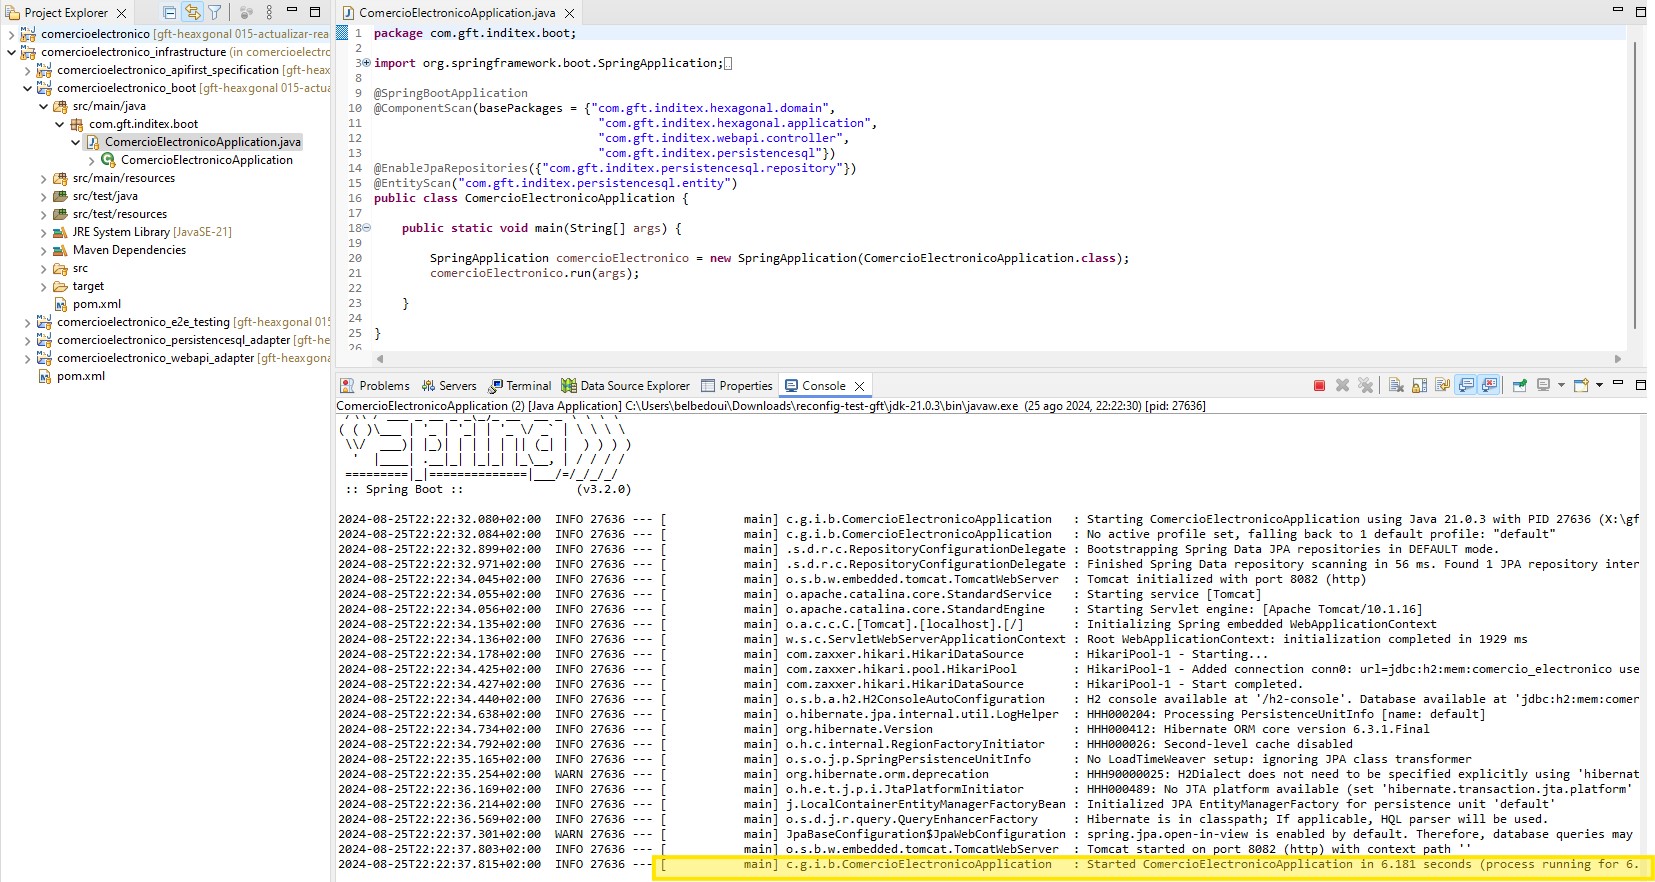 Project Explorer
comercioelectronico [gft-heaxgonal 015-actualizar-rea
comercioelectronico_infrastructure (in comercioelectro
comercioelectronico_apifirst_specification [gft-heaxgo
comercioelectronico_boot [gft-heaxgonal 015-actua
src/main/java
com.gft.inditex.boot
ComercioElectronicoApplication.java
ComercioElectronicoApplication
src/main/resources
src/test/java
src/test/resources
JRE System Library [JavaSE-21]
Maven Dependencies
src
target
pom.xml
comercioelectronico_e2e_testing [gft-heaxgonal 015
comercioelectronico_persistencesql_adapter [gft-he
comercioelectronico_webapi_adapter [gft-heaxgona
pom.xml
ComercioElectronicoApplication.java
1 package com.gft.inditex.boot;
2
3 import org.springframework.boot.SpringApplication;
8
9 @SpringBootApplication
10 @ComponentScan(basePackages = {"com.gft.inditex.hexagonal.domain",
11 "com.gft.inditex.hexagonal.application",
12 "com.gft.inditex.webapi.controller",
13 "com.gft.inditex.persistencesql"})
14 @EnableJpaRepositories({"com.gft.inditex.persistencesql.repository"})
15 @EntityScan("com.gft.inditex.persistencesql.entity")
16 public class ComercioElectronicoApplication {
17
18 public static void main(String[] args) {
19
20 SpringApplication comercioElectronico = new SpringApplication(ComercioElectronicoApplication.class);
21 comercioElectronico.run(args);
22
23 }
24
25 }
26
Problems Servers Terminal Data Source Explorer Properties Console
ComercioElectronicoApplication (2) [Java Application] C:\Users\belbedoui\Downloads\reconfig-test-gft\jdk-21.0.3\bin\javaw.exe (25 ago 2024, 22:22:30) [pid: 27636]
:: Spring Boot :: (v3.2.0)
2024-08-25T22:22:32.080+02:00 INFO 27636 --- [ main] c.g.i.b.ComercioElectronicoApplication : Starting ComercioElectronicoApplication using Java 21.0.3 with PID 27636 (X:\gf
2024-08-25T22:22:32.084+02:00 INFO 27636 --- [ main] c.g.i.b.ComercioElectronicoApplication : No active profile set, falling back to 1 default profile: "default"
2024-08-25T22:22:32.899+02:00 INFO 27636 --- [ main] .s.d.r.c.RepositoryConfigurationDelegate : Bootstrapping Spring Data JPA repositories in DEFAULT mode.
2024-08-25T22:22:32.971+02:00 INFO 27636 --- [ main] .s.d.r.c.RepositoryConfigurationDelegate : Finished Spring Data repository scanning in 56 ms. Found 1 JPA repository inter
2024-08-25T22:22:34.045+02:00 INFO 27636 --- [ main] o.s.b.w.embedded.tomcat.TomcatWebServer : Tomcat initialized with port 8082 (http)
2024-08-25T22:22:34.055+02:00 INFO 27636 --- [ main] o.apache.catalina.core.StandardService : Starting service [Tomcat]
2024-08-25T22:22:34.056+02:00 INFO 27636 --- [ main] o.apache.catalina.core.StandardEngine : Starting Servlet engine: [Apache Tomcat/10.1.16]
2024-08-25T22:22:34.135+02:00 INFO 27636 --- [ main] o.a.c.c.C.[Tomcat].[localhost].[/] : Initializing Spring embedded WebApplicationContext
2024-08-25T22:22:34.136+02:00 INFO 27636 --- [ main] w.s.c.ServletWebServerApplicationContext : Root WebApplicationContext: initialization completed in 1929 ms
2024-08-25T22:22:34.178+02:00 INFO 27636 --- [ main] com.zaxxer.hikari.HikariDataSource : HikariPool-1 - Starting...
2024-08-25T22:22:34.425+02:00 INFO 27636 --- [ main] com.zaxxer.hikari.pool.HikariPool : HikariPool-1 - Added connection conn0: url=jdbc:h2:mem:comercio_electronico use
2024-08-25T22:22:34.427+02:00 INFO 27636 --- [ main] com.zaxxer.hikari.HikariDataSource : HikariPool-1 - Start completed.
2024-08-25T22:22:34.440+02:00 INFO 27636 --- [ main] o.s.b.a.h2.H2ConsoleAutoConfiguration : H2 console available at '/h2-console'. Database available at 'jdbc:h2:mem:comer
2024-08-25T22:22:34.638+02:00 INFO 27636 --- [ main] o.hibernate.jpa.internal.util.LogHelper : HHH000204: Processing PersistenceUnitInfo [name: default]
2024-08-25T22:22:34.734+02:00 INFO 27636 --- [ main] org.hibernate.Version : HHH000412: Hibernate ORM core version 6.3.1.Final
2024-08-25T22:22:34.792+02:00 INFO 27636 --- [ main] o.h.c.internal.RegionFactoryInitiator : HHH000026: Second-level cache disabled
2024-08-25T22:22:35.165+02:00 INFO 27636 --- [ main] o.s.o.j.p.SpringPersistenceUnitInfo : No LoadTimeWeaver setup: ignoring JPA class transformer
2024-08-25T22:22:35.254+02:00 WARN 27636 --- [ main] org.hibernate.orm.deprecation : HHH90000025: H2Dialect does not need to be specified explicitly using 'hibernat
2024-08-25T22:22:36.169+02:00 INFO 27636 --- [ main] o.h.e.t.j.p.i.JtaPlatformInitiator : HHH000489: No JTA platform available (set 'hibernate.transaction.jta.platform'
2024-08-25T22:22:36.214+02:00 INFO 27636 --- [ main] j.LocalContainerEntityManagerFactoryBean : Initialized JPA EntityManagerFactory for persistence unit 'default'
2024-08-25T22:22:36.569+02:00 INFO 27636 --- [ main] o.s.d.j.r.query.QueryEnhancerFactory : Hibernate is in classpath; If applicable, HQL parser will be used.
2024-08-25T22:22:37.301+02:00 WARN 27636 --- [ main] JpaBaseConfiguration$JpaWebConfiguration : spring.jpa.open-in-view is enabled by default. Therefore, database queries may
2024-08-25T22:22:37.803+02:00 INFO 27636 --- [ main] o.s.b.w.embedded.tomcat.TomcatWebServer : Tomcat started on port 8082 (http) with context path ''
2024-08-25T22:22:37.815+02:00 INFO 27636 --- [ main] c.g.i.b.ComercioElectronicoApplication : Started ComercioElectronicoApplication in 6.181 seconds (process running for 6.